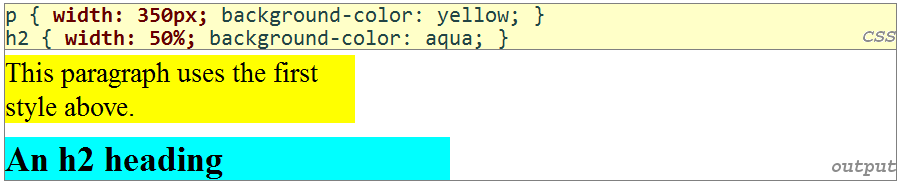 p { width: 350px; background-color: yellow; }
h2 { width: 50%; background-color: aqua; }
CSS
This paragraph uses the first
style above.
An h2 heading
output